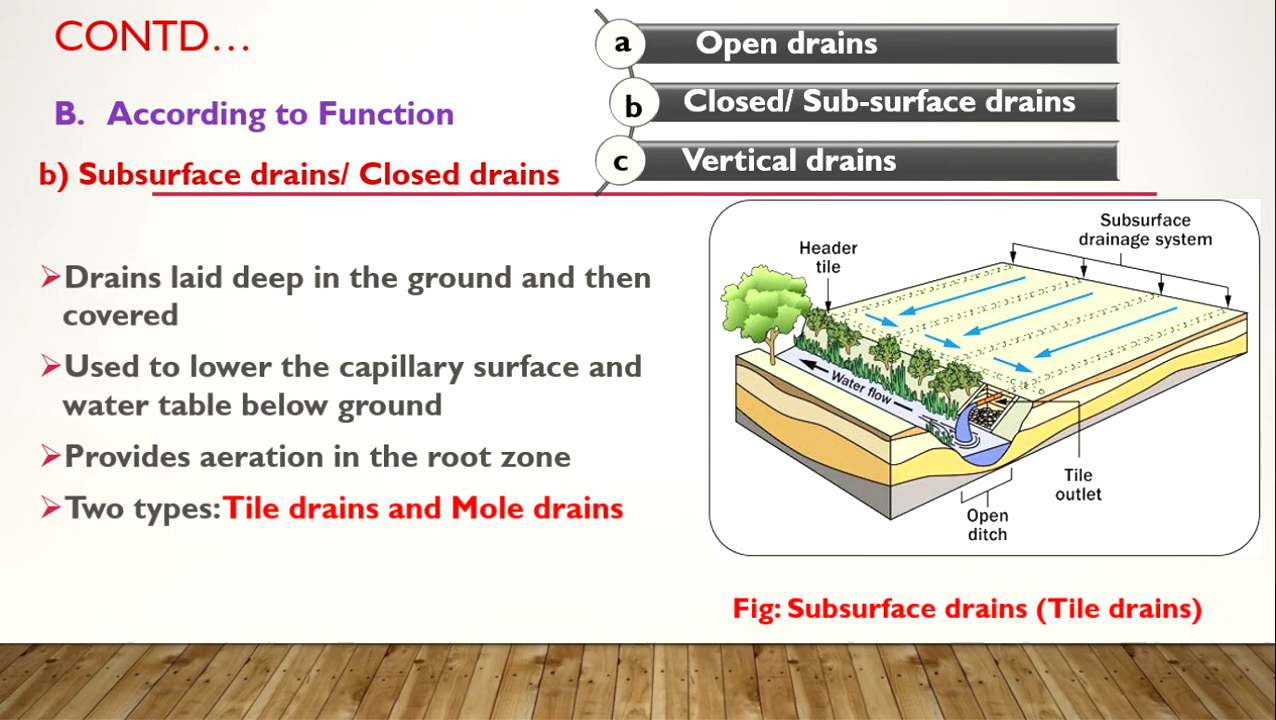 CONTD...
a Open drains
b Closed/ Sub-surface drains
c Vertical drains
B. According to Function
b) Subsurface drains/ Closed drains
➢Drains laid deep in the ground and then
covered
➢Used to lower the capillary surface and
water table below ground
➢Provides aeration in the root zone
➢Two types: Tile drains and Mole drains
Subsurface
drainage system
Header
tile
Water flow
Tile
outlet
Open
ditch
Fig: Subsurface drains (Tile drains)